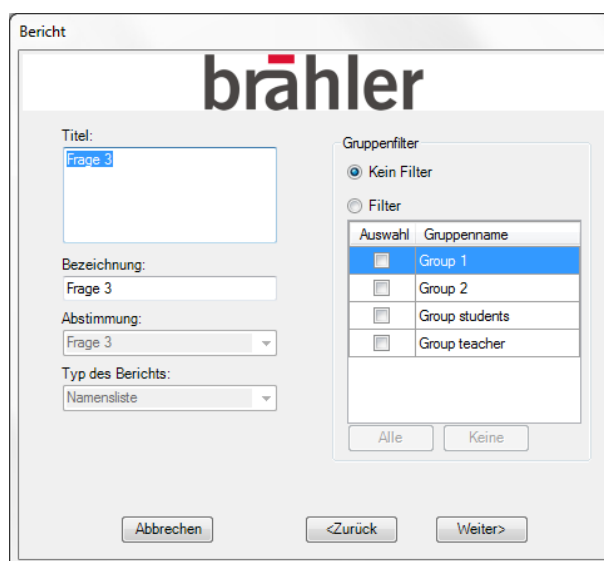 Bericht
brähler
Titel:
Frage 3
Bezeichnung:
Frage 3
Abstimmung:
Frage 3
Typ des Berichts:
Namensliste
Gruppenfilter
Kein Filter
Filter
Auswahl Gruppenname
Group 1
Group 2
Group students
Group teacher
Alle Keine
Abbrechen <Zurück Weiter>